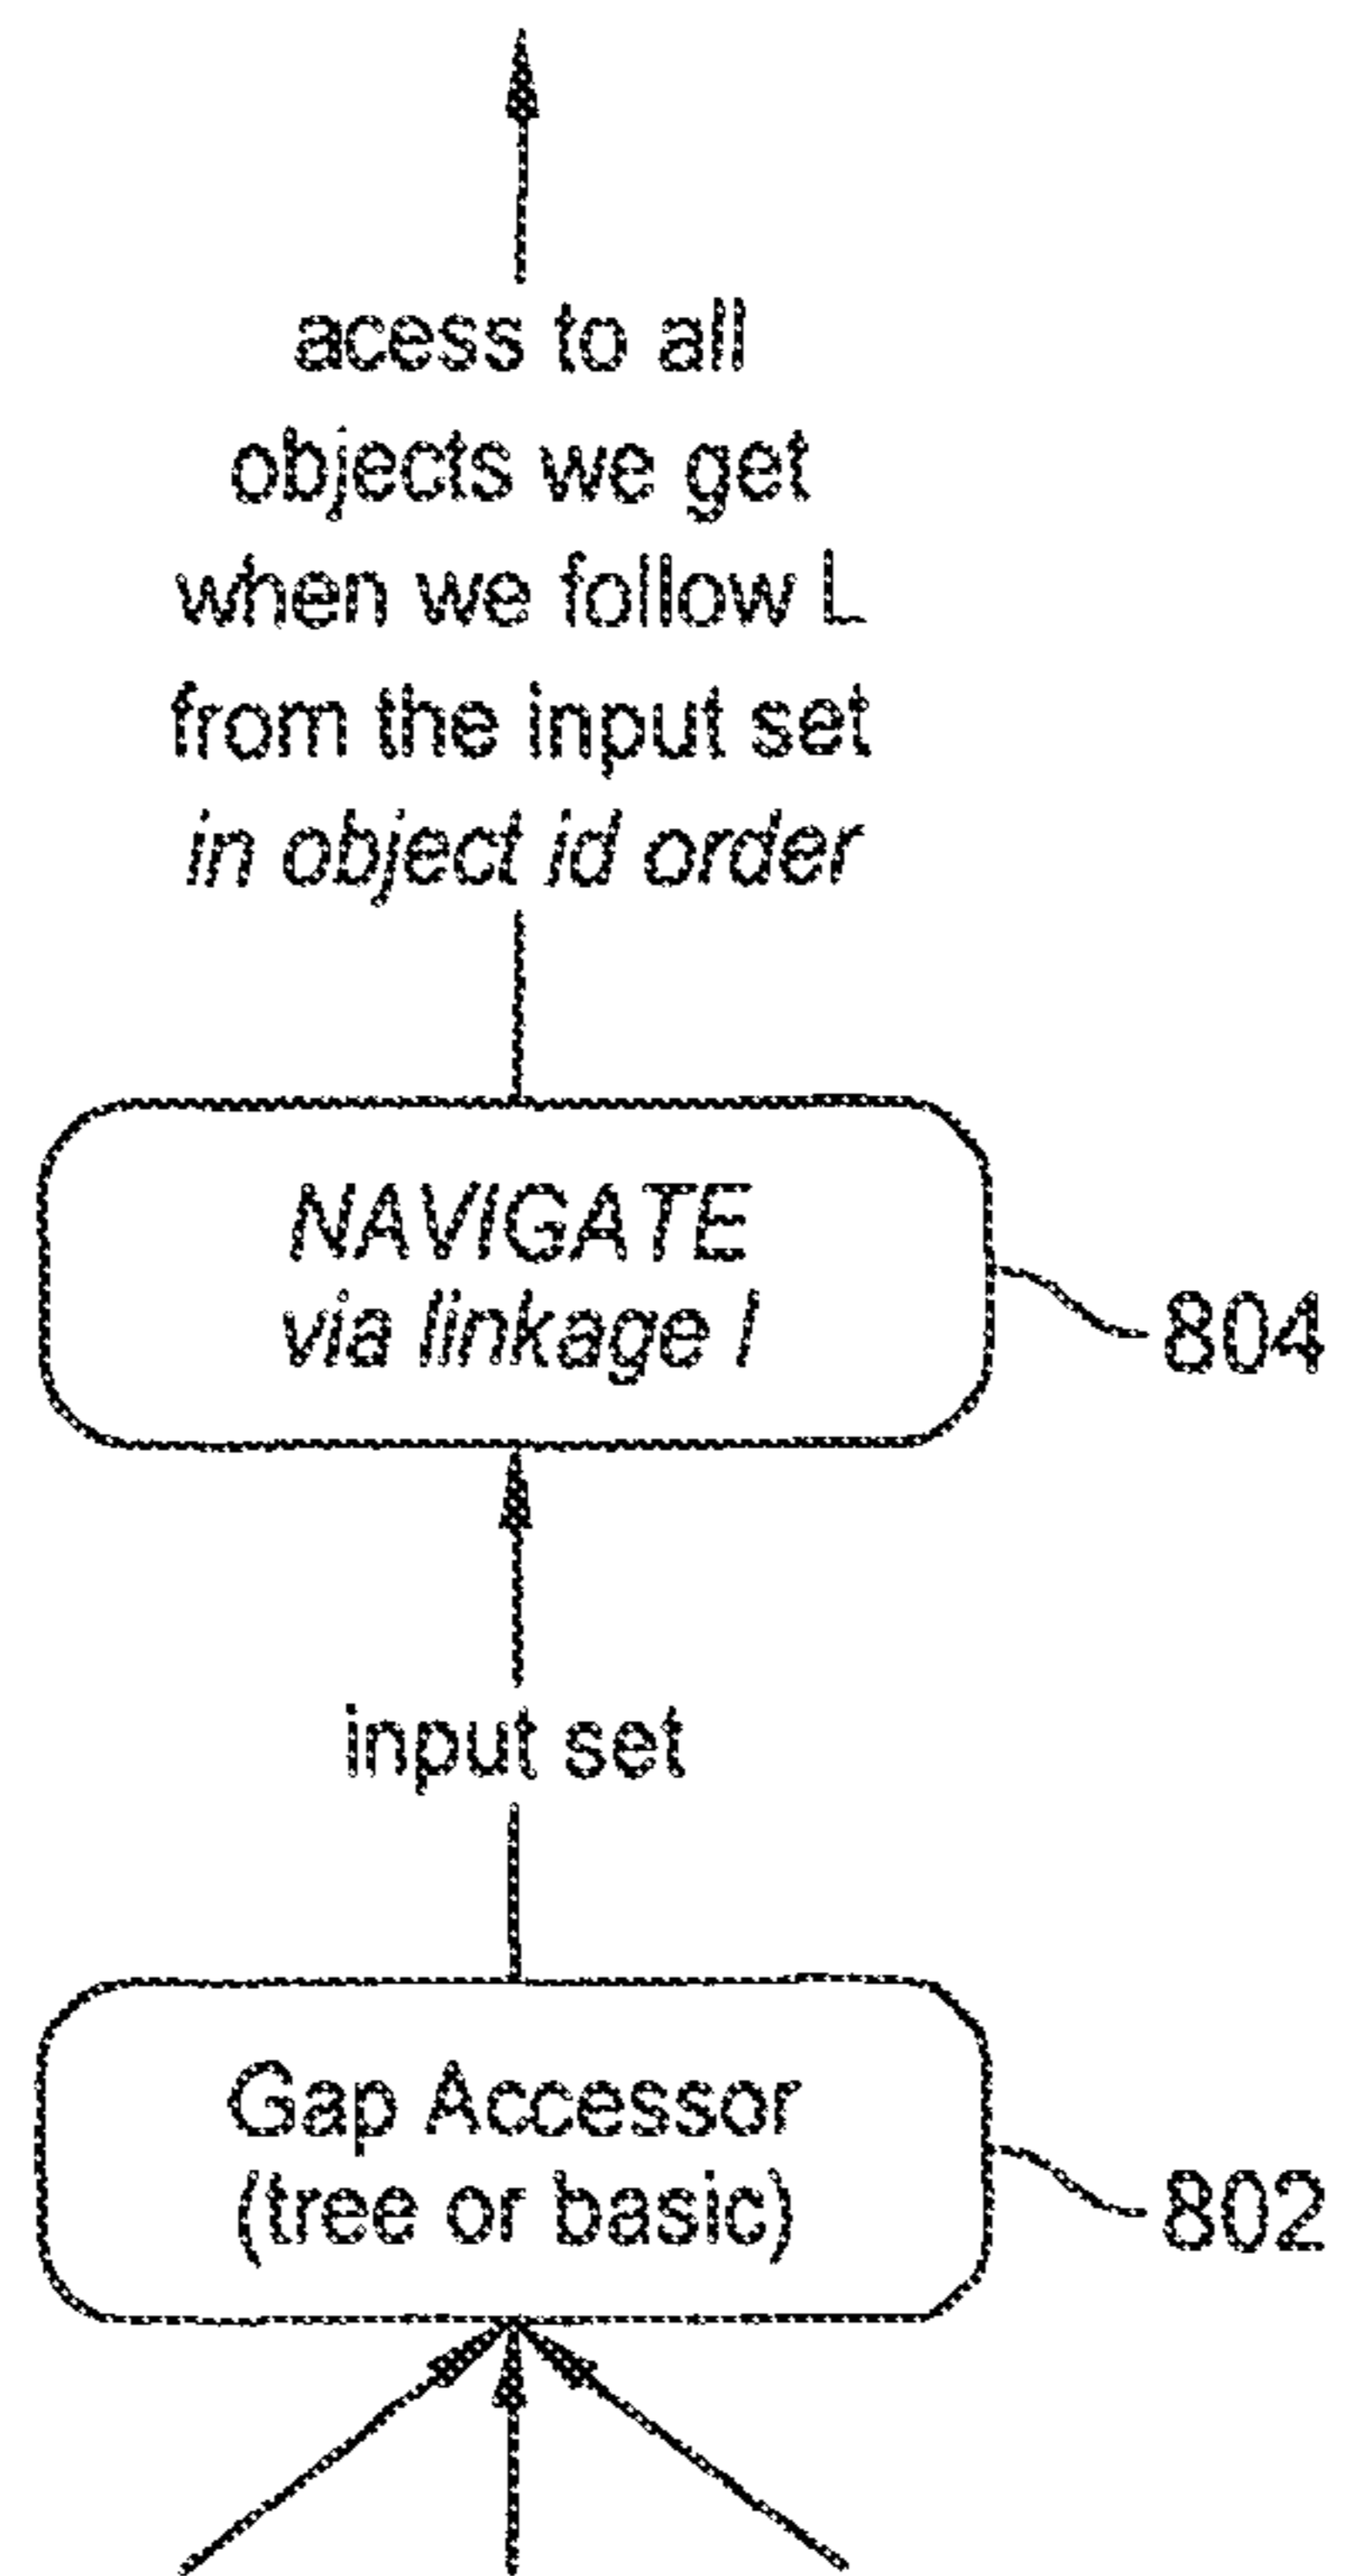 acess to all
objects we get
when we follow L
from the input set
in object id order
NAVIGATE
via linkage l
804
input set
Gap Accessor
(tree or basic)
802